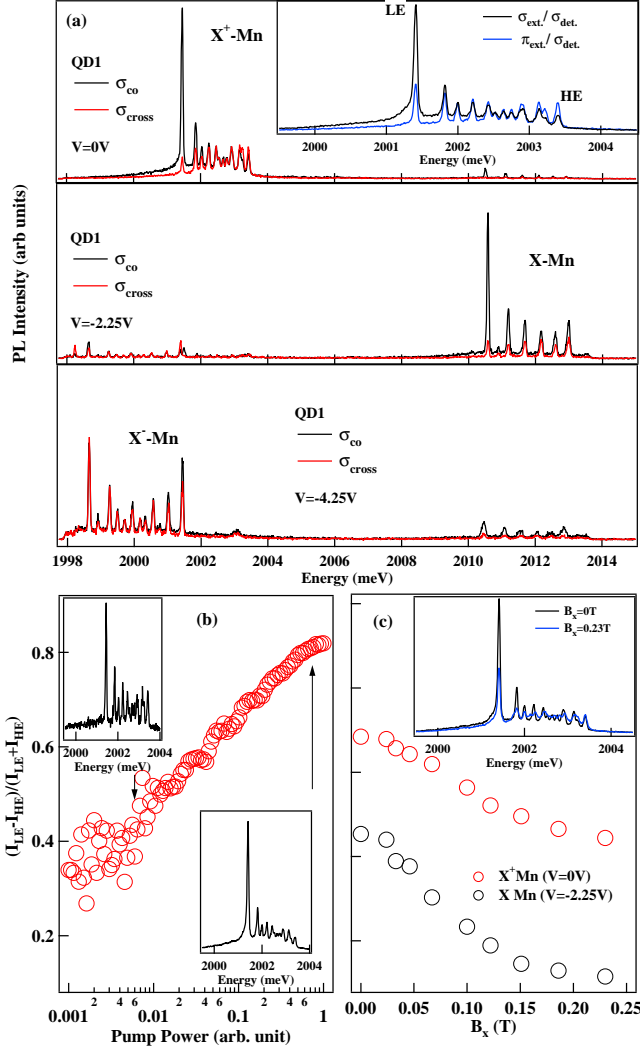 (a)
X⁺-Mn
QD1
σco
σcross
V=0V
LE
σext./ σdet.
πext./ σdet.
HE
2000 2001 2002 2003 2004
Energy (meV)
PL Intensity (arb units)
QD1
σco
σcross
V=-2.25V
X-Mn
X⁻-Mn
QD1
σco
σcross
V=-4.25V
1998 2000 2002 2004 2006 2008 2010 2012 2014
Energy (meV)
(b)
2000 2002 2004
Energy (meV)
(I_LE-I_HE)/(I_LE+I_HE)
0.8
0.6
0.4
0.2
2000 2002 2004
Energy (meV)
0.001 2 4 6 0.01 2 4 6 0.1 2 4 6 1
Pump Power (arb. unit)
(c)
Bx=0T
Bx=0.23T
2000 2002 2004
Energy (meV)
X⁺Mn (V=0V)
X Mn (V=-2.25V)
0.00 0.05 0.10 0.15 0.20 0.25
Bx (T)